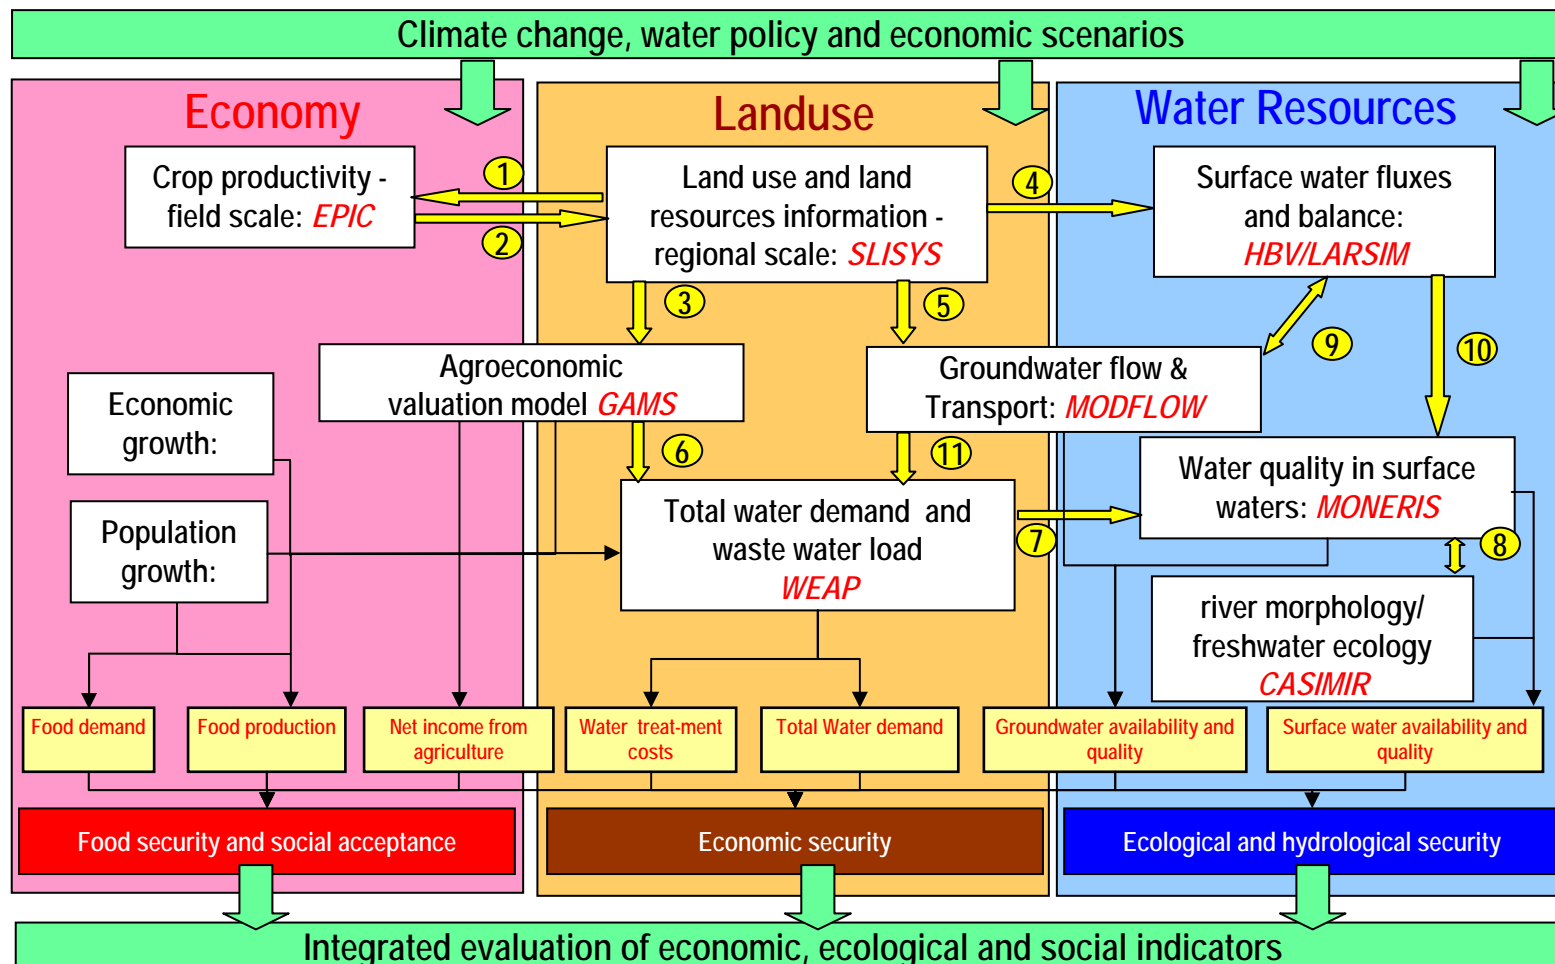 Climate change, water policy and economic scenarios
Economy
Landuse
Water Resources
Crop productivity -
field scale: EPIC
1
2
Land use and land
resources information -
regional scale: SLISYS
4
Surface water fluxes
and balance:
HBV/LARSIM
3
5
9
10
Agroeconomic
valuation model GAMS
Groundwater flow &
Transport: MODFLOW
Economic
growth:
6
11
Water quality in surface
waters: MONERIS
Population
growth:
Total water demand and
waste water load
WEAP
7
8
river morphology/
freshwater ecology
CASIMIR
Food demand
Food production
Net income from
agriculture
Water treat-ment
costs
Total Water demand
Groundwater availability and
quality
Surface water availability and
quality
Food security and social acceptance
Economic security
Ecological and hydrological security
Integrated evaluation of economic, ecological and social indicators